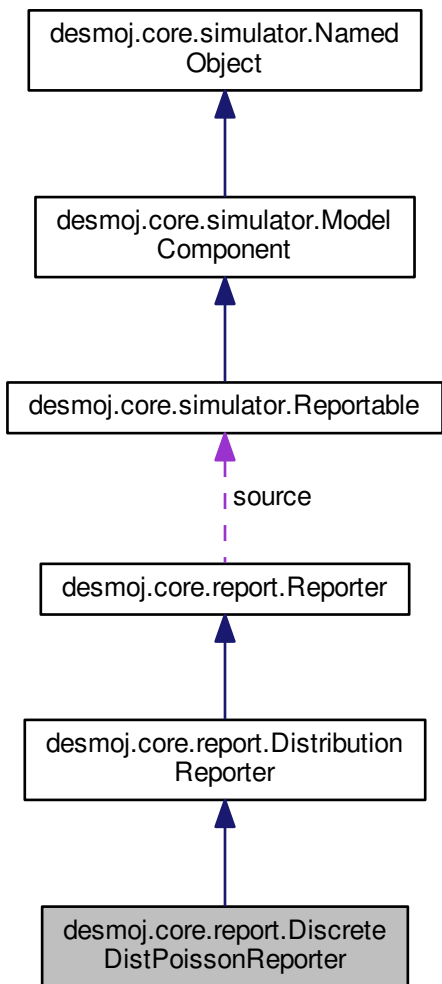 desmoj.core.simulator.Named
Object
desmoj.core.simulator.Model
Component
desmoj.core.simulator.Reportable
source
desmoj.core.report.Reporter
desmoj.core.report.Distribution
Reporter
desmoj.core.report.Discrete
DistPoissonReporter